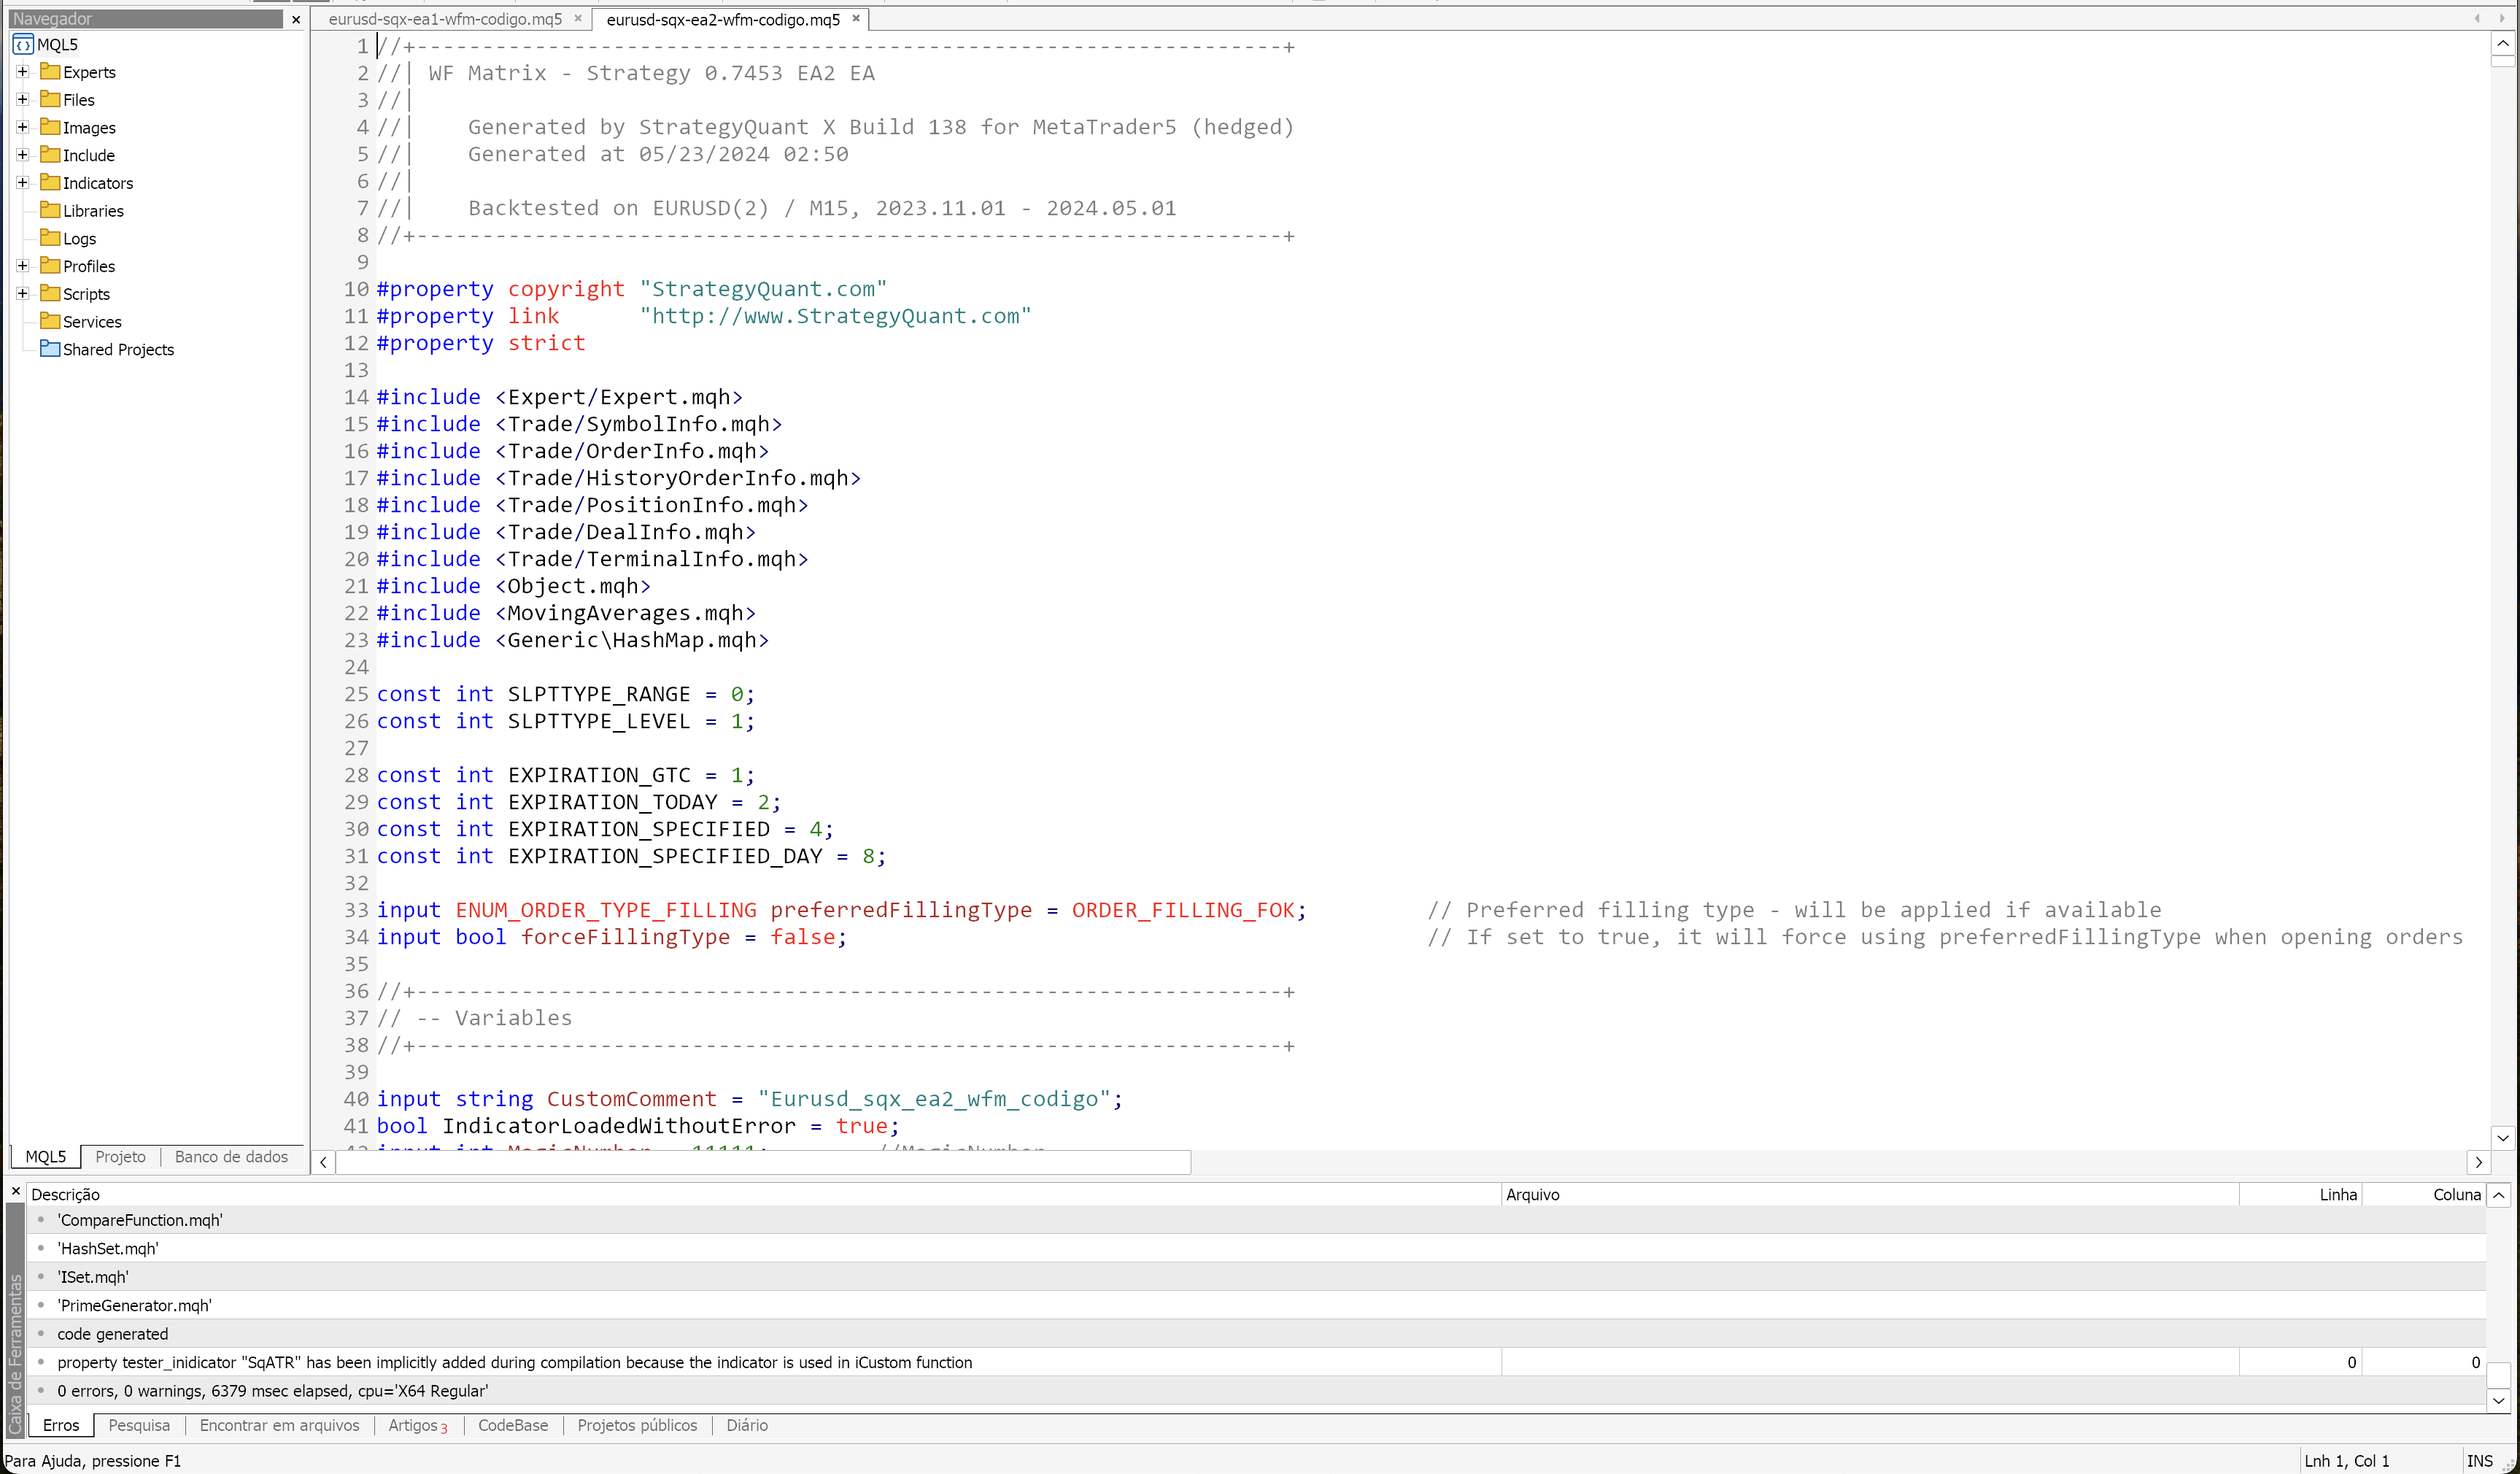 Navegador
MQL5
Experts
Files
Images
Include
Indicators
Libraries
Logs
Profiles
Scripts
Services
Shared Projects
MQL5 Projeto Banco de dados
eurusd-sqx-ea1-wfm-codigo.mq5 eurusd-sqx-ea2-wfm-codigo.mq5
1 //+------------------------------------------------------------------+
2 //| WF Matrix - Strategy 0.7453 EA2 EA
3 //|
4 //| Generated by StrategyQuant X Build 138 for MetaTrader5 (hedged)
5 //| Generated at 05/23/2024 02:50
6 //|
7 //| Backtested on EURUSD(2) / M15, 2023.11.01 - 2024.05.01
8 //+------------------------------------------------------------------+
9
10 #property copyright "StrategyQuant.com"
11 #property link "http://www.StrategyQuant.com"
12 #property strict
13
14 #include <Expert/Expert.mqh>
15 #include <Trade/SymbolInfo.mqh>
16 #include <Trade/OrderInfo.mqh>
17 #include <Trade/HistoryOrderInfo.mqh>
18 #include <Trade/PositionInfo.mqh>
19 #include <Trade/DealInfo.mqh>
20 #include <Trade/TerminalInfo.mqh>
21 #include <Object.mqh>
22 #include <MovingAverages.mqh>
23 #include <Generic\HashMap.mqh>
24
25 const int SLPTTYPE_RANGE = 0;
26 const int SLPTTYPE_LEVEL = 1;
27
28 const int EXPIRATION_GTC = 1;
29 const int EXPIRATION_TODAY = 2;
30 const int EXPIRATION_SPECIFIED = 4;
31 const int EXPIRATION_SPECIFIED_DAY = 8;
32
33 input ENUM_ORDER_TYPE_FILLING preferredFillingType = ORDER_FILLING_FOK; // Preferred filling type - will be applied if available
34 input bool forceFillingType = false; // If set to true, it will force using preferredFillingType when opening orders
35
36 //+------------------------------------------------------------------+
37 // -- Variables
38 //+------------------------------------------------------------------+
39
40 input string CustomComment = "Eurusd_sqx_ea2_wfm_codigo";
41 bool IndicatorLoadedWithoutError = true;
42 input int MagicNumber = 11111; //MagicNumber
Descrição Arquivo Linha Coluna
'CompareFunction.mqh'
'HashSet.mqh'
'ISet.mqh'
'PrimeGenerator.mqh'
code generated
property tester_inidicator "SqATR" has been implicitly added during compilation because the indicator is used in iCustom function 0 0
0 errors, 0 warnings, 6379 msec elapsed, cpu='X64 Regular'
Caixa de Ferramentas
Erros Pesquisa Encontrar em arquivos Artigos 3 CodeBase Projetos públicos Diário
Para Ajuda, pressione F1 Lnh 1, Col 1 INS